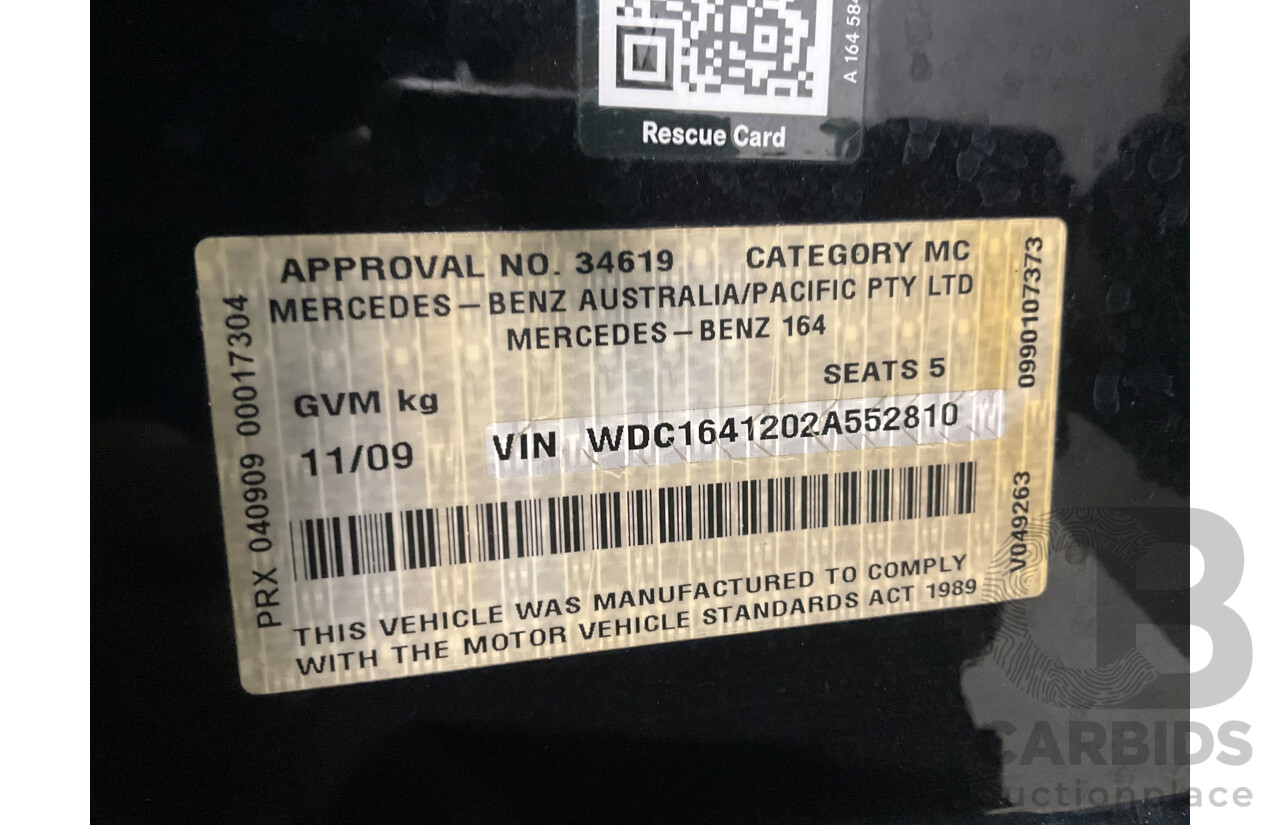 A 164 584
Rescue Card
APPROVAL NO. 34619 CATEGORY MC
MERCEDES-BENZ AUSTRALIA/PACIFIC PTY LTD
MERCEDES-BENZ 164
SEATS 5
GVM kg
11/09
VIN WDC1641202A552810
THIS VEHICLE WAS MANUFACTURED TO COMPLY
WITH THE MOTOR VEHICLE STANDARDS ACT 1989
PRX 040909 00017304
0990107373
V049263
CB
CARBIDS
auctionplace